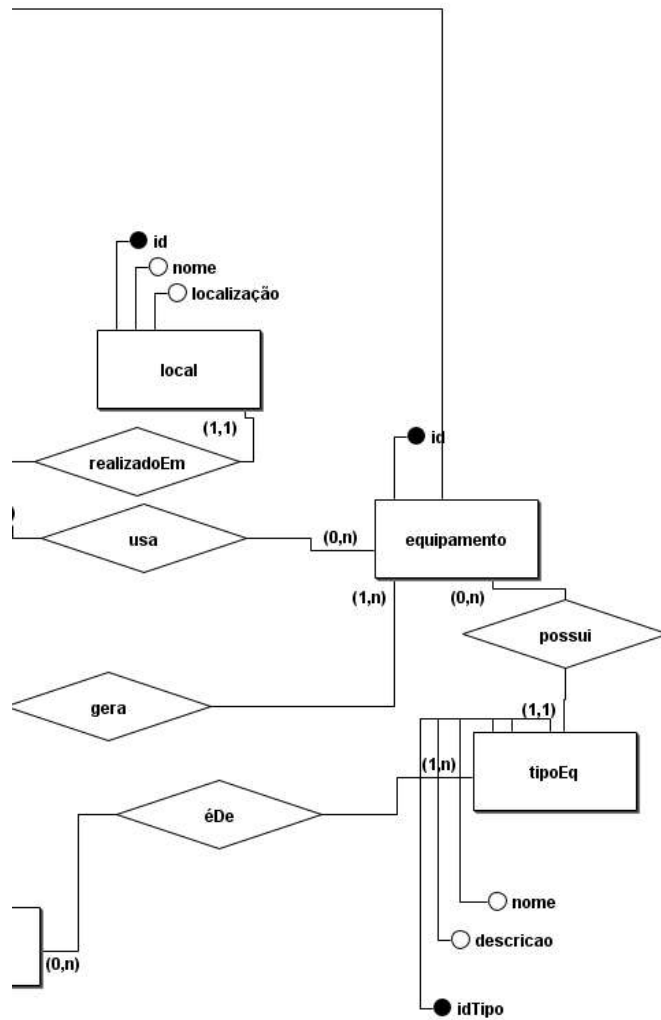 id
nome
localização
local
(1,1)
realizadoEm
id
usa
(0,n)
equipamento
(1,n)
(0,n)
possui
gera
(1,1)
(1,n)
tipoEq
éDe
nome
descricao
(0,n)
idTipo